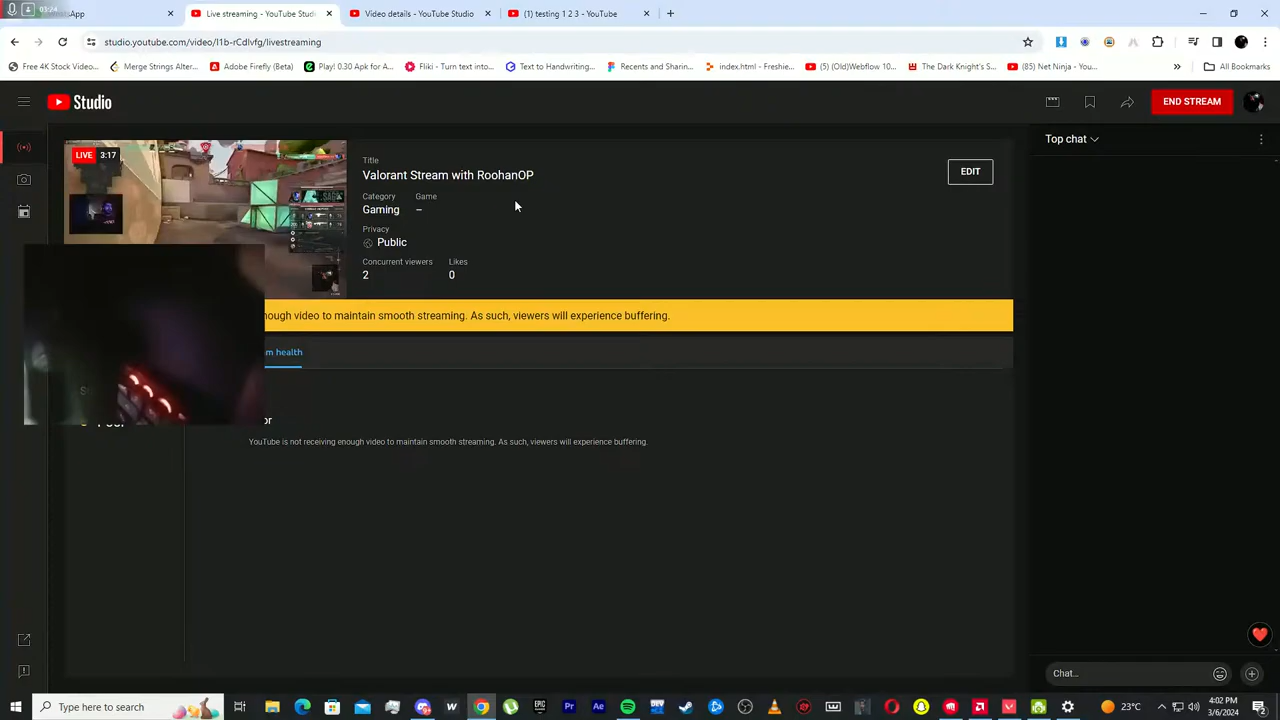 03:24
App
Live streaming - YouTube Studi
Video details - YouTube Studio
(1) testing 1 2 3 - YouTube
studio.youtube.com/video/I1b-rCdlvfg/livestreaming
Free 4K Stock Video...
Merge Strings Alter...
Adobe Firefly (Beta)
Play! 0.30 Apk for A...
Fliki - Turn text into...
Text to Handwriting...
Recents and Sharin...
index.html - Freshie...
(5) (Old)Webflow 10...
The Dark Knight's S...
(85) Net Ninja - You...
All Bookmarks
Studio
END STREAM
LIVE 3:17
Title
Valorant Stream with RoohanOP
Category Game
Gaming –
Privacy
Public
Concurrent viewers Likes
2 0
EDIT
Top chat
nough video to maintain smooth streaming. As such, viewers will experience buffering.
m health
or
YouTube is not receiving enough video to maintain smooth streaming. As such, viewers will experience buffering.
Chat...
Type here to search
23°C
4:02 PM
3/6/2024